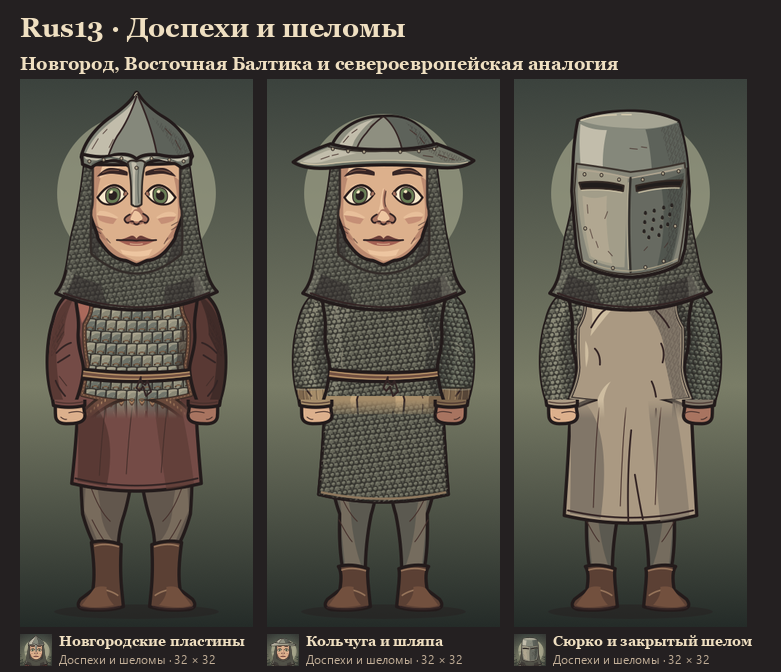 Rus13 · Доспехи и шеломы
Новгород, Восточная Балтика и североевропейская аналогия
Новгородские пластины
Доспехи и шеломы · 32 × 32
Кольчуга и шляпа
Доспехи и шеломы · 32 × 32
Сюрко и закрытый шелом
Доспехи и шеломы · 32 × 32